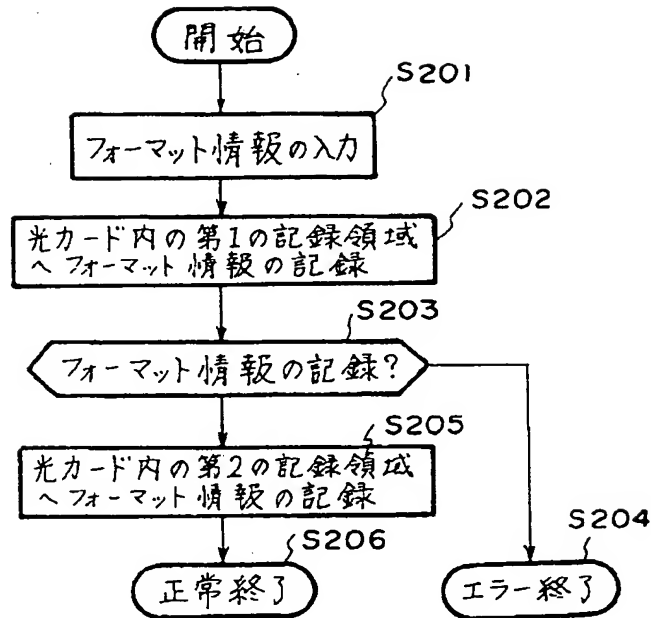 開始
S201
フォーマット情報の入力
S202
光カード内の第1の記録領域
へフォーマット情報の記録
S203
フォーマット情報の記録?
S205
光カード内の第2の記録領域
へフォーマット情報の記録
S206
正常終了
S204
エラー終了